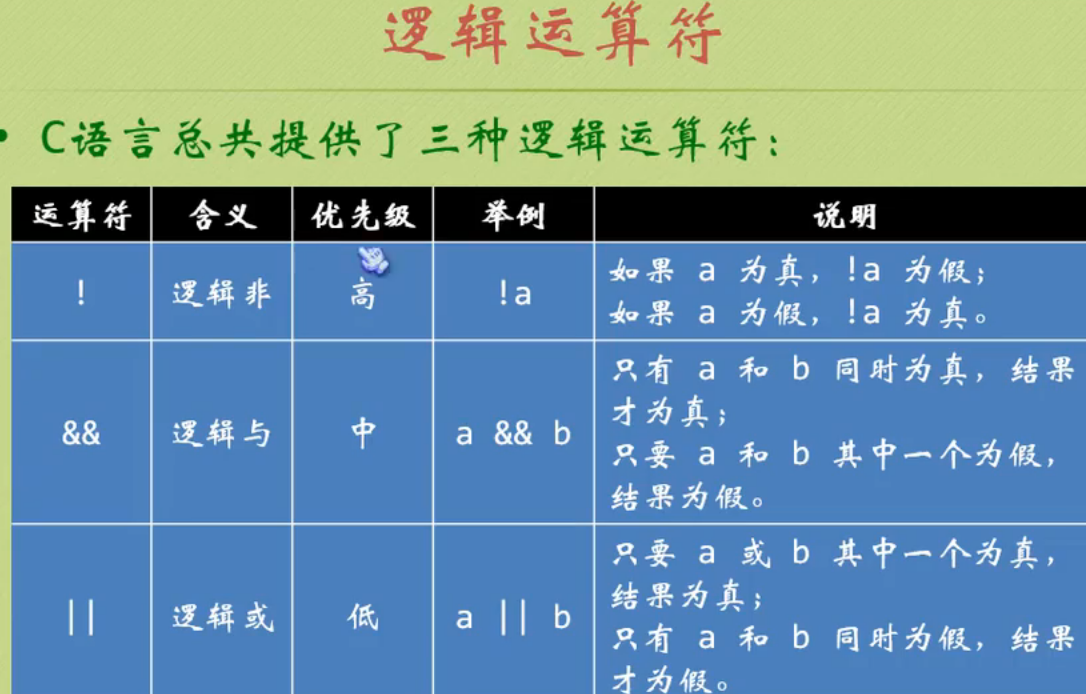 逻辑运算符
• C语言总共提供了三种逻辑运算符：
运算符 含义 优先级 举例 说明
! 逻辑非 高 !a 如果 a 为真，!a 为假；
如果 a 为假，!a 为真。
&& 逻辑与 中 a && b 只有 a 和 b 同时为真，结果
才为真；
只要 a 和 b 其中一个为假，
结果为假。
|| 逻辑或 低 a || b 只要 a 或 b 其中一个为真，
结果为真；
只有 a 和 b 同时为假，结果
才为假。